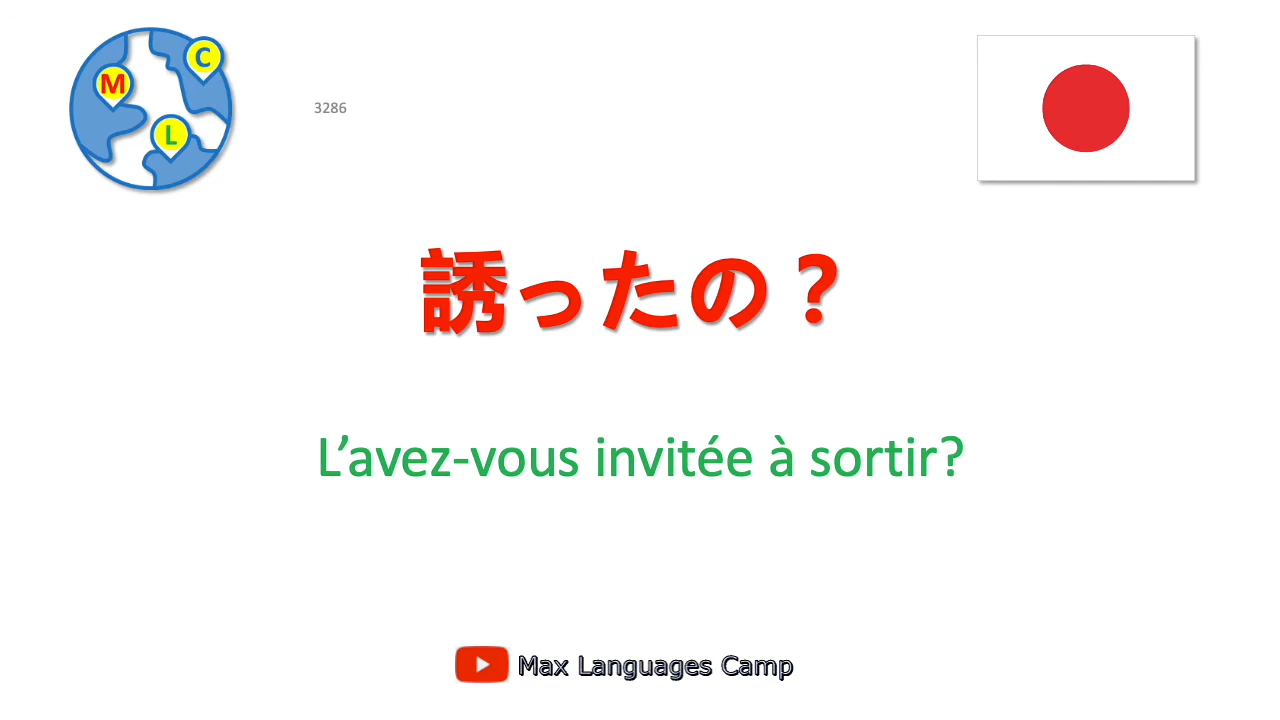 M
C
L
3286
誘ったの？
L’avez-vous invitée à sortir?
Max Languages Camp